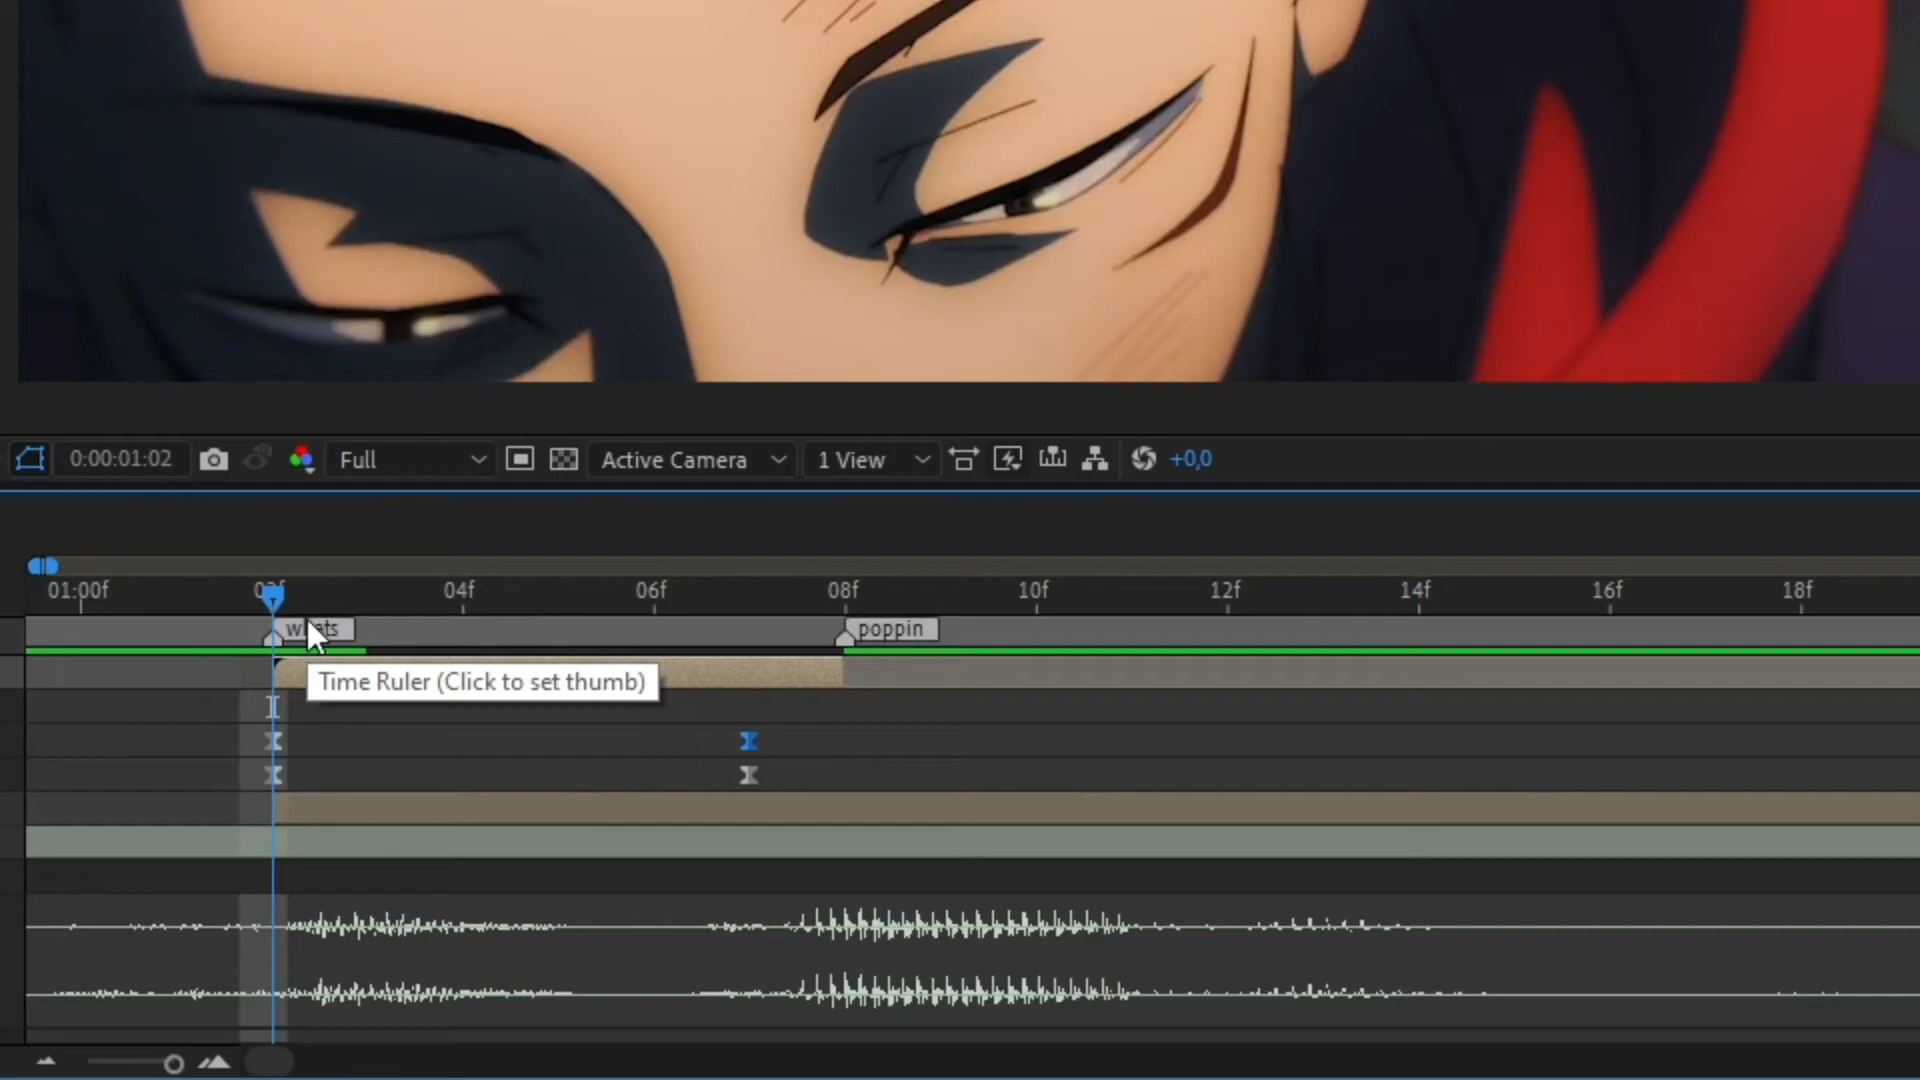 0:00:01:02 Full Active Camera 1 View +0,0
01:00f 02f 04f 06f 08f 10f 12f 14f 16f 18f
whats poppin
Time Ruler (Click to set thumb)